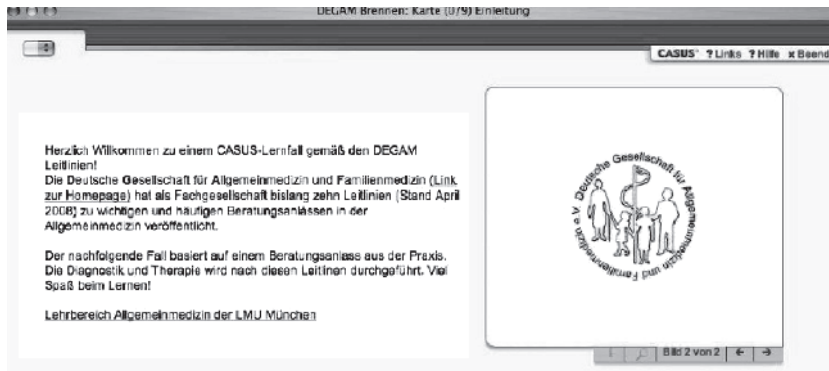 DEGAM Brennen: Karte (0/9) Einleitung
CASUS® ? Links ? Hilfe x Beend
Herzlich Willkommen zu einem CASUS-Lernfall gemäß den DEGAM
Leitlinien!
Die Deutsche Gesellschaft für Allgemeinmedizin und Familienmedizin (Link
zur Homepage) hat als Fachgesellschaft bislang zehn Leitlinien (Stand April
2008) zu wichtigen und häufigen Beratungsanlässen in der
Allgemeinmedizin veröffentlicht.
Der nachfolgende Fall basiert auf einem Beratungsanlass aus der Praxis.
Die Diagnostik und Therapie wird nach diesen Leitlinen durchgeführt. Viel
Spaß beim Lernen!
Lehrbereich Allgemeinmedizin der LMU München
Deutsche Gesellschaft für Allgemeinmedizin und Familienmedizin e.V.
Bild 2 von 2